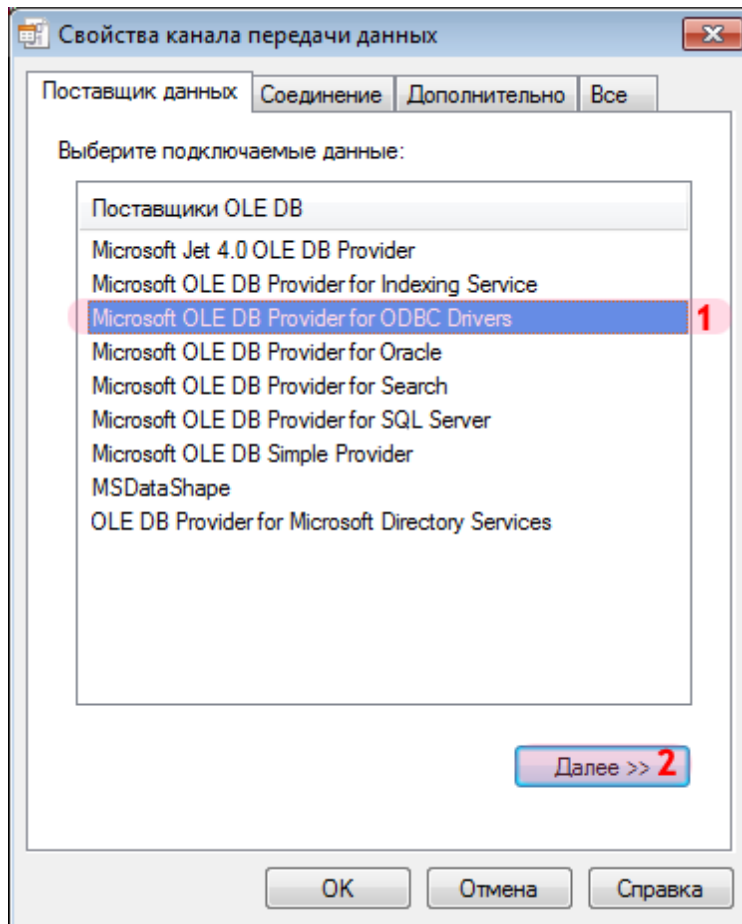 Свойства канала передачи данных
Поставщик данных Соединение Дополнительно Все
Выберите подключаемые данные:
Поставщики OLE DB
Microsoft Jet 4.0 OLE DB Provider
Microsoft OLE DB Provider for Indexing Service
Microsoft OLE DB Provider for ODBC Drivers 1
Microsoft OLE DB Provider for Oracle
Microsoft OLE DB Provider for Search
Microsoft OLE DB Provider for SQL Server
Microsoft OLE DB Simple Provider
MSDataShape
OLE DB Provider for Microsoft Directory Services
Далее >> 2
OK Отмена Справка